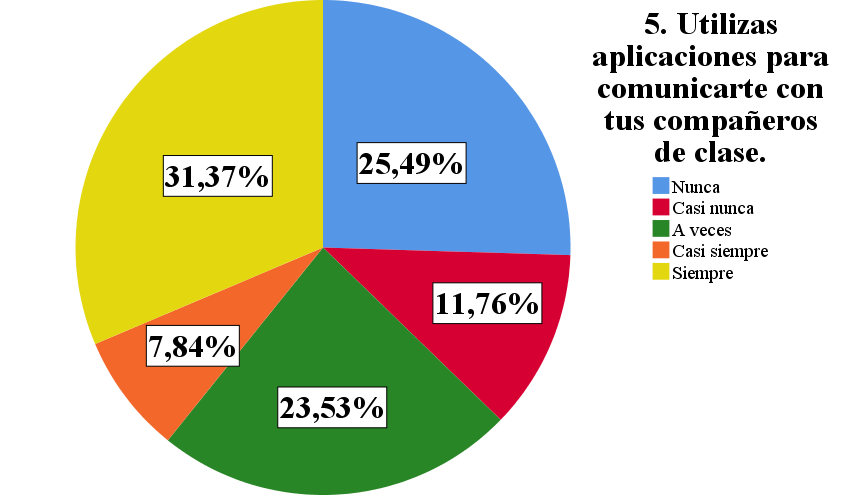 5. Utilizas
aplicaciones para
comunicarte con
tus compañeros
de clase.
Nunca
Casi nunca
A veces
Casi siempre
Siempre
25,49%
31,37%
11,76%
7,84%
23,53%